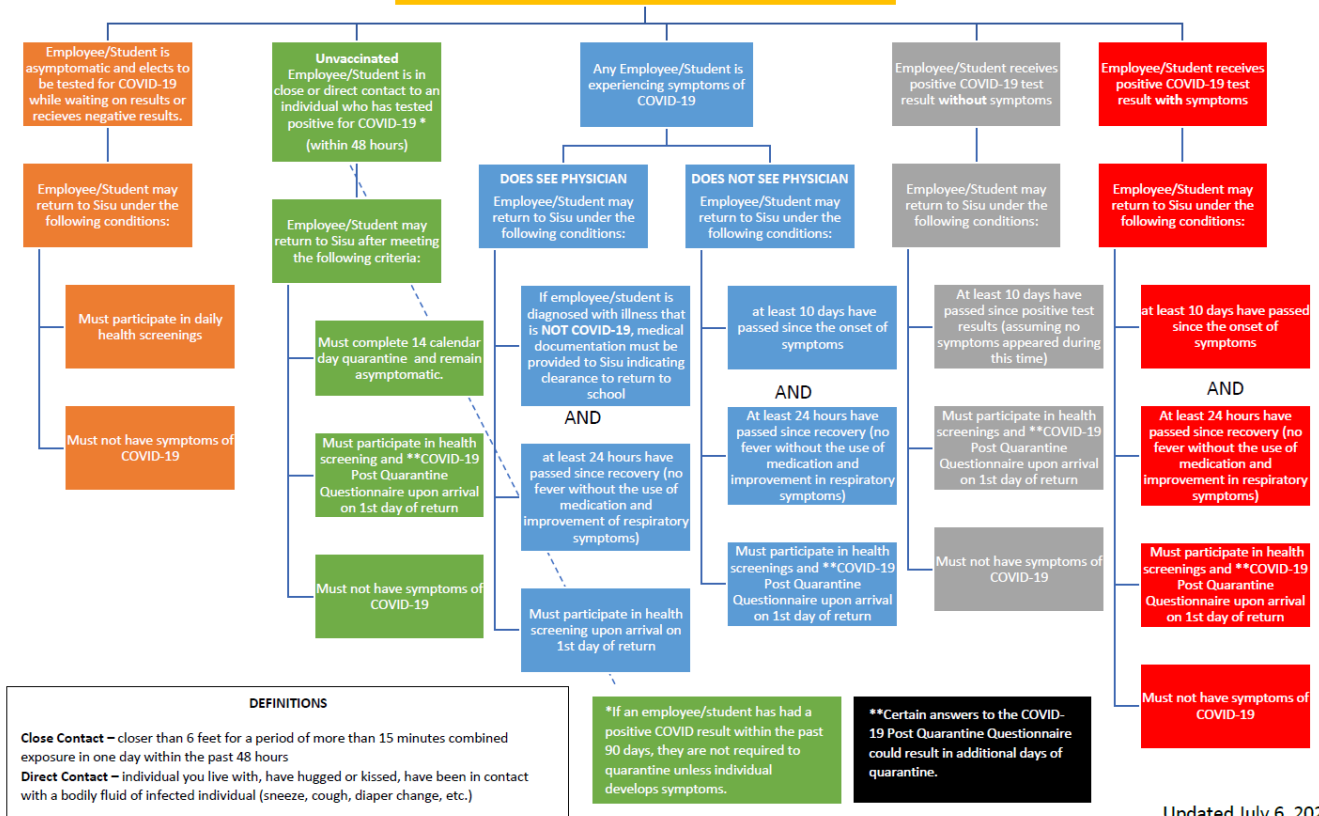 Employee/Student is
asymptomatic and elects to
be tested for COVID-19
while waiting on results or
recieves negative results.
Employee/Student may
return to Sisu under the
following conditions:
Must participate in daily
health screenings
Must not have symptoms of
COVID-19
Unvaccinated
Employee/Student is in
close or direct contact to an
individual who has tested
positive for COVID-19 *
(within 48 hours)
Employee/Student may
return to Sisu after meeting
the following criteria:
Must complete 14 calendar
day quarantine and remain
asymptomatic.
Must participate in health
screening and **COVID-19
Post Quarantine
Questionnaire upon arrival
on 1st day of return
Must not have symptoms of
COVID-19
Any Employee/Student is
experiencing symptoms of
COVID-19
DOES SEE PHYSICIAN
Employee/Student may
return to Sisu under the
following conditions:
If employee/student is
diagnosed with illness that
is NOT COVID-19, medical
documentation must be
provided to Sisu indicating
clearance to return to
school
AND
at least 24 hours have
passed since recovery (no
fever without the use of
medication and
improvement of respiratory
symptoms)
Must participate in health
screening upon arrival on
1st day of return
DOES NOT SEE PHYSICIAN
Employee/Student may
return to Sisu under the
following conditions:
at least 10 days have
passed since the onset of
symptoms
AND
At least 24 hours have
passed since recovery (no
fever without the use of
medication and
improvement in respiratory
symptoms)
Must participate in health
screenings and **COVID-19
Post Quarantine
Questionnaire upon arrival
on 1st day of return
Employee/Student receives
positive COVID-19 test
result without symptoms
Employee/Student may
return to Sisu under the
following conditions:
At least 10 days have
passed since positive test
results (assuming no
symptoms appeared during
this time)
Must participate in health
screenings and **COVID-19
Post Quarantine
Questionnaire upon arrival
on 1st day of return
Must not have symptoms of
COVID-19
Employee/Student receives
positive COVID-19 test
result with symptoms
Employee/Student may
return to Sisu under the
following conditions:
at least 10 days have passed
since the onset of
symptoms
AND
At least 24 hours have
passed since recovery (no
fever without the use of
medication and
improvement in respiratory
symptoms)
Must participate in health
screenings and **COVID-19
Post Quarantine
Questionnaire upon arrival
on 1st day of return
Must not have symptoms of
COVID-19
DEFINITIONS
Close Contact – closer than 6 feet for a period of more than 15 minutes combined
exposure in one day within the past 48 hours
Direct Contact – individual you live with, have hugged or kissed, have been in contact
with a bodily fluid of infected individual (sneeze, cough, diaper change, etc.)
*If an employee/student has had a
positive COVID result within the past
90 days, they are not required to
quarantine unless individual
develops symptoms.
**Certain answers to the COVID-
19 Post Quarantine Questionnaire
could result in additional days of
quarantine.
Updated July 6,